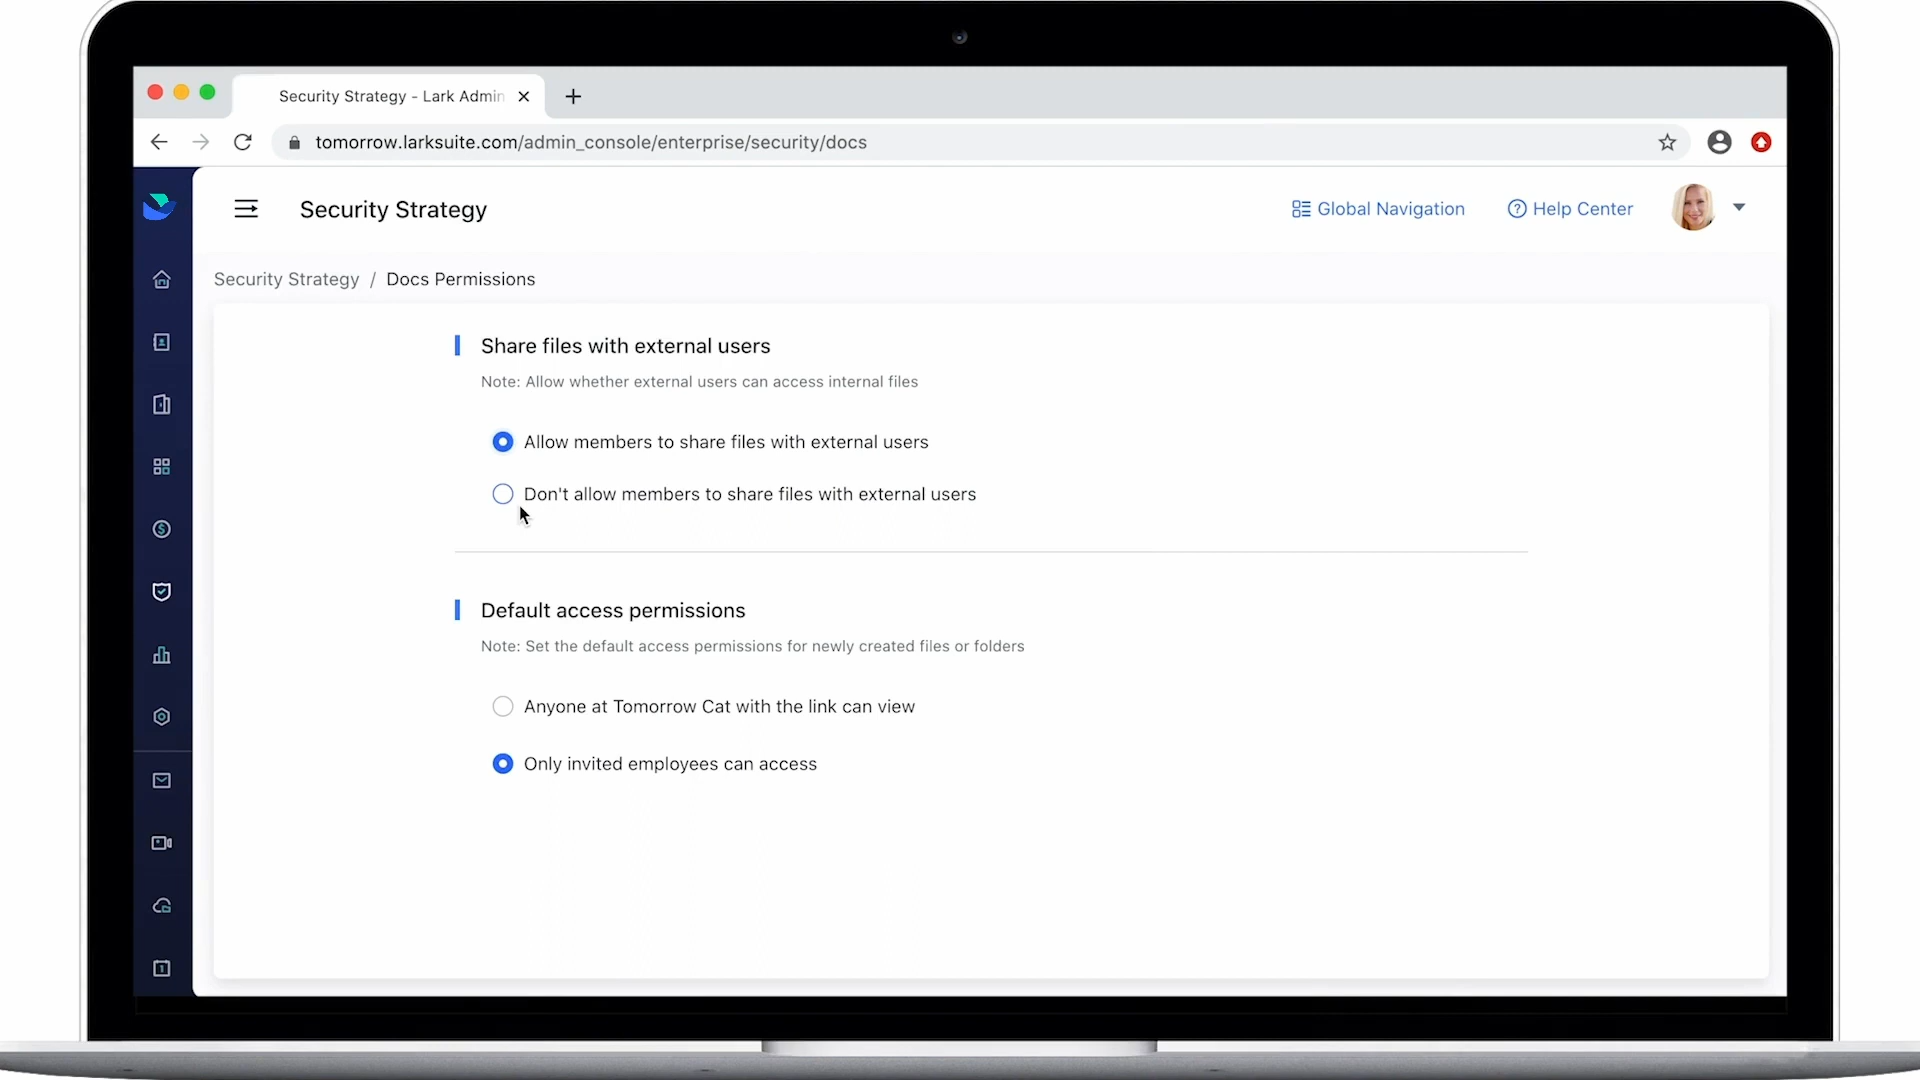 Security Strategy - Lark Admin
tomorrow.larksuite.com/admin_console/enterprise/security/docs
Security Strategy
Global Navigation
Help Center
Security Strategy / Docs Permissions
Share files with external users
Note: Allow whether external users can access internal files
Allow members to share files with external users
Don't allow members to share files with external users
Default access permissions
Note: Set the default access permissions for newly created files or folders
Anyone at Tomorrow Cat with the link can view
Only invited employees can access